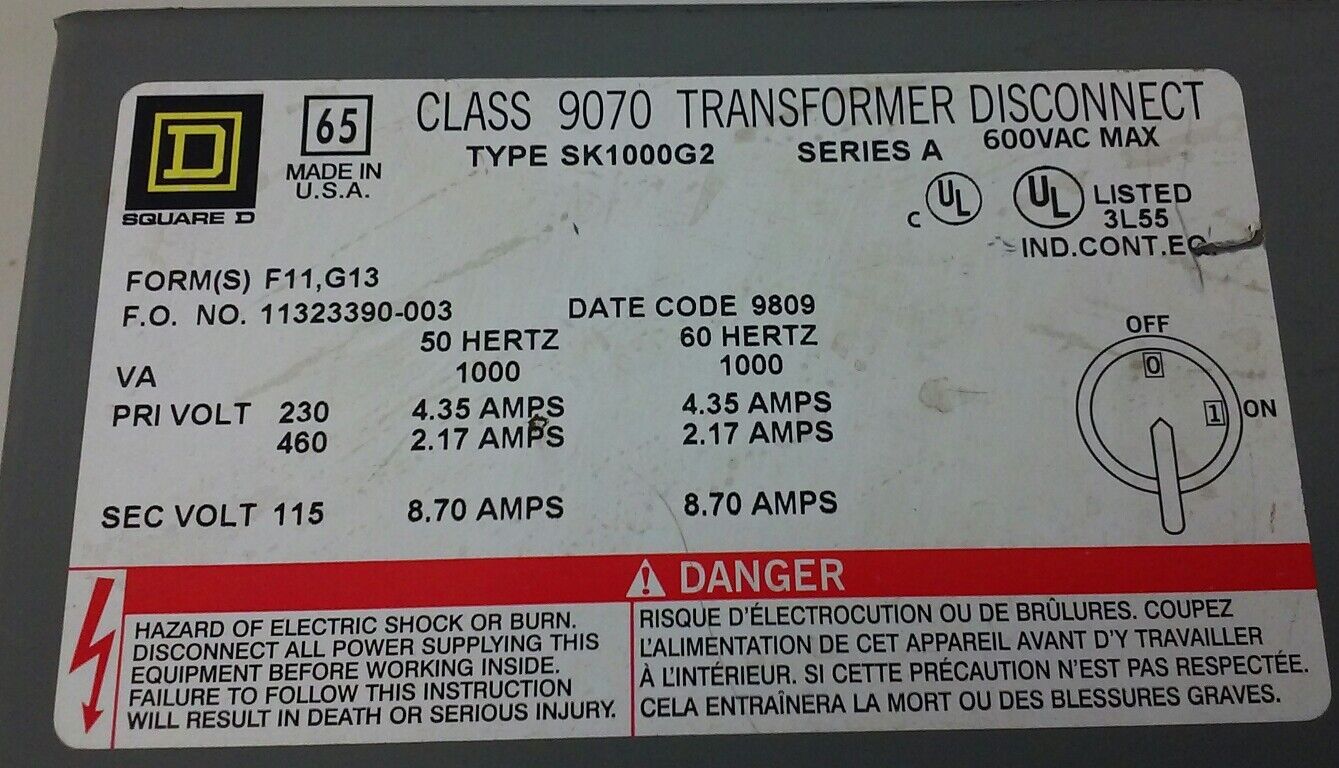 D
SQUARE D
65
MADE IN
U.S.A.
CLASS 9070 TRANSFORMER DISCONNECT
TYPE SK1000G2 SERIES A 600VAC MAX
C UL UL LISTED
3L55
IND.CONT.EQ.
FORM(S) F11,G13
F.O. NO. 11323390-003 DATE CODE 9809
50 HERTZ 60 HERTZ
VA 1000 1000
PRI VOLT 230 4.35 AMPS 4.35 AMPS
460 2.17 AMPS 2.17 AMPS
SEC VOLT 115 8.70 AMPS 8.70 AMPS
OFF
0
1 ON
DANGER
HAZARD OF ELECTRIC SHOCK OR BURN.
DISCONNECT ALL POWER SUPPLYING THIS
EQUIPMENT BEFORE WORKING INSIDE.
FAILURE TO FOLLOW THIS INSTRUCTION
WILL RESULT IN DEATH OR SERIOUS INJURY.
RISQUE D'ÉLECTROCUTION OU DE BRÛLURES. COUPEZ
L'ALIMENTATION DE CET APPAREIL AVANT D'Y TRAVAILLER
À L'INTÉRIEUR. SI CETTE PRÉCAUTION N'EST PAS RESPECTÉE.
CELA ENTRAÎNERA LA MORT OU DES BLESSURES GRAVES.